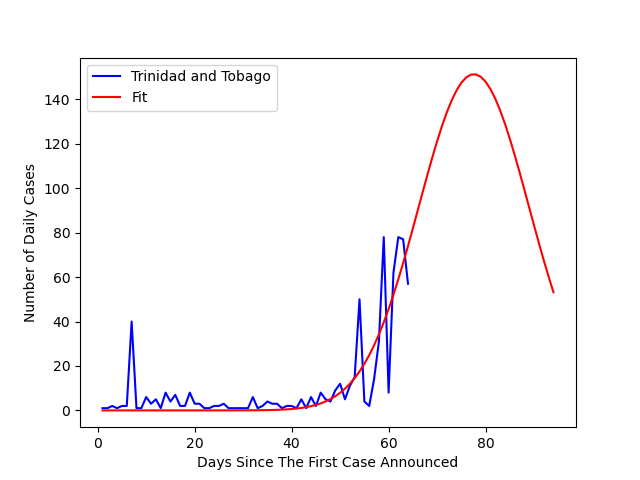 Trinidad and Tobago
Fit
140
120
100
80
60
40
20
0
Number of Daily Cases
0 20 40 60 80
Days Since The First Case Announced